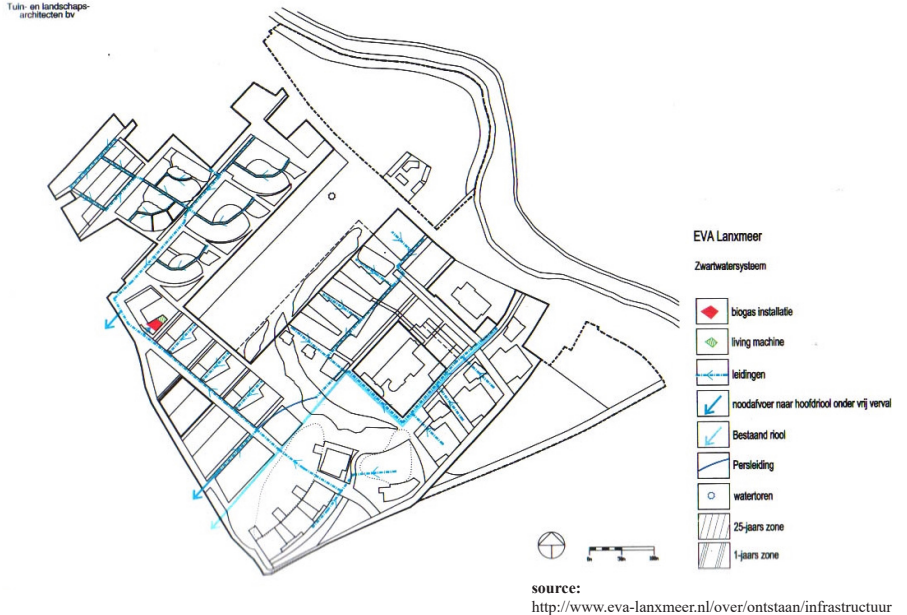 Tuin- en landschaps-
architecten bv
EVA Lanxmeer
Zwartwatersysteem
biogas installatie
living machine
leidingen
noodafvoer naar hoofdriool onder vrij verval
Bestaand riool
Persleiding
watertoren
25-jaars zone
1-jaars zone
source:
http://www.eva-lanxmeer.nl/over/ontstaan/infrastructuur